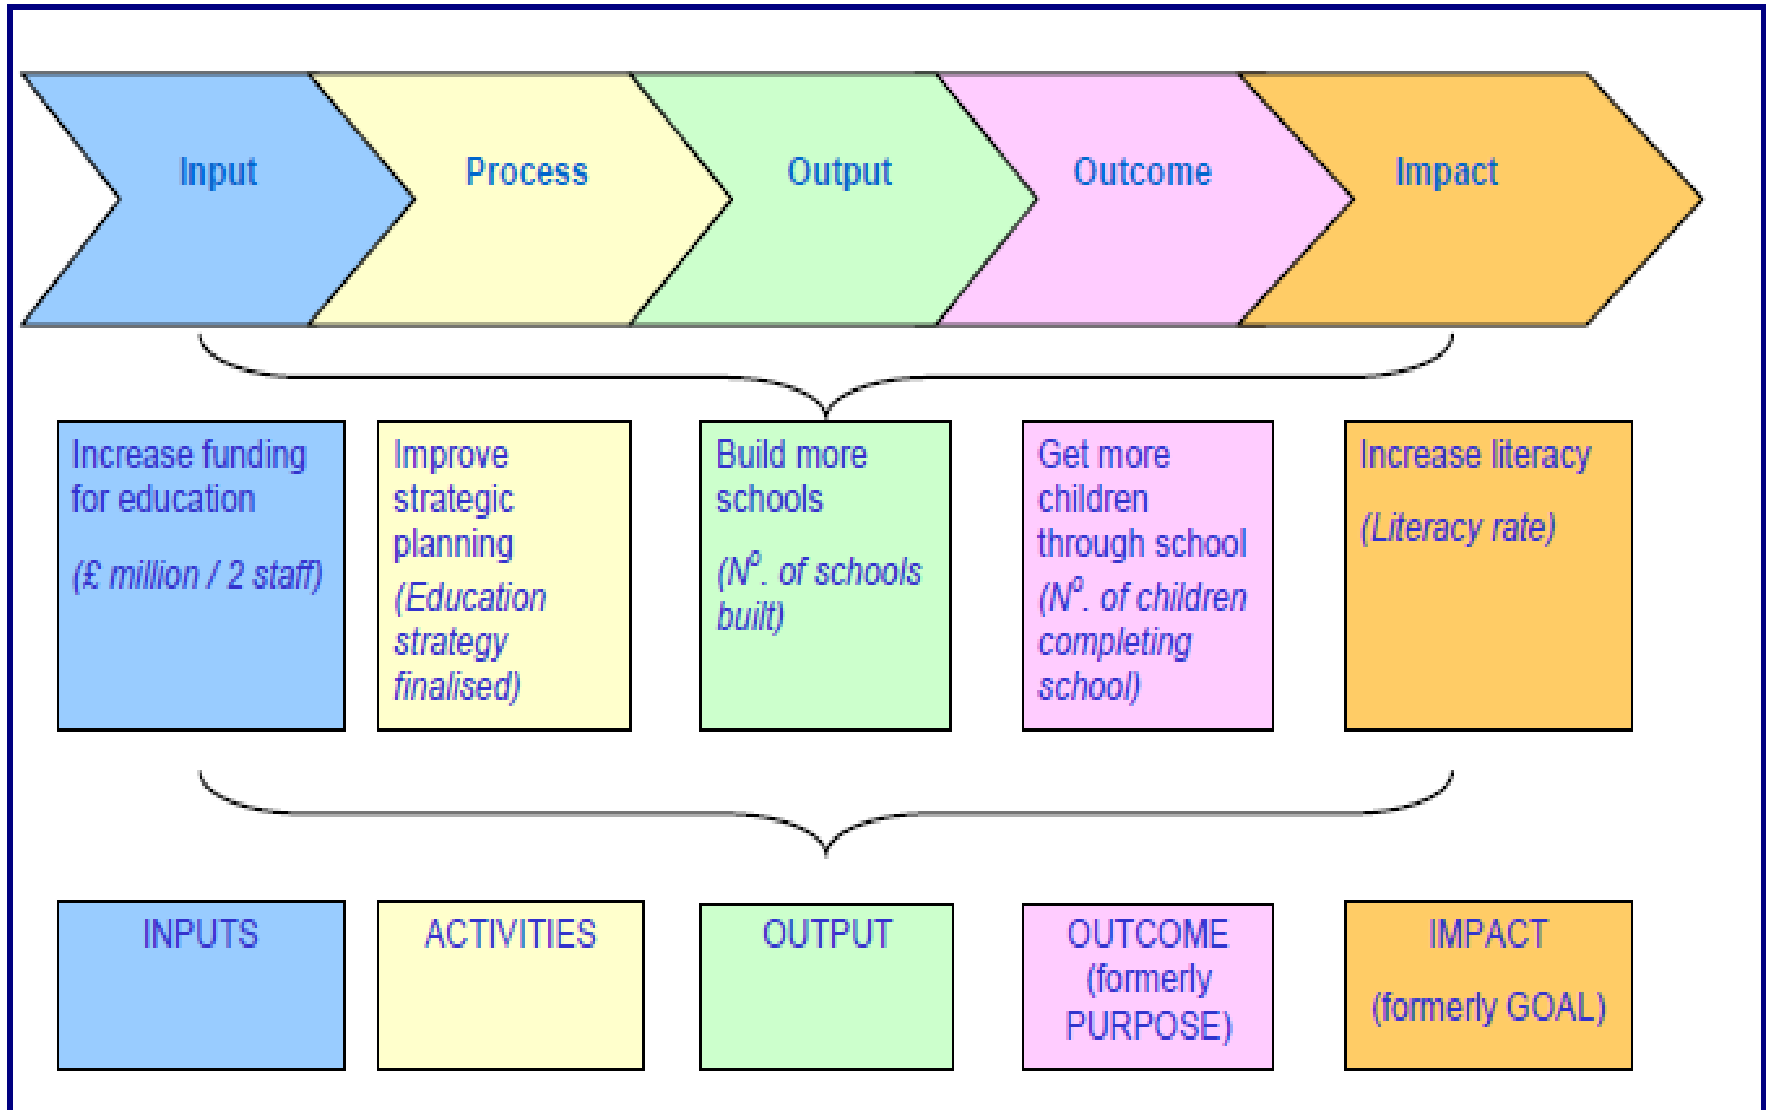 Input
Process
Output
Outcome
Impact
Increase funding
for education
(£ million / 2 staff)
Improve
strategic
planning
(Education
strategy
finalised)
Build more
schools
(Nº. of schools
built)
Get more
children
through school
(Nº. of children
completing
school)
Increase literacy
(Literacy rate)
INPUTS
ACTIVITIES
OUTPUT
OUTCOME
(formerly
PURPOSE)
IMPACT
(formerly GOAL)